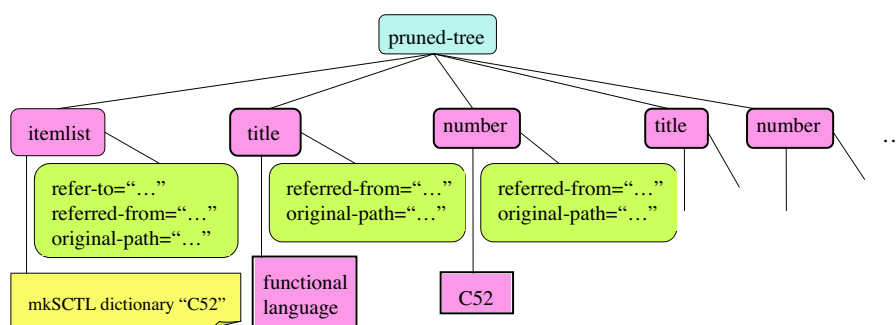 pruned-tree
itemlist
title
number
title
number
...
refer-to=“...”
referred-from=“...”
original-path=“...”
referred-from=“...”
original-path=“...”
referred-from=“...”
original-path=“...”
mkSCTL dictionary “C52”
functional
language
C52